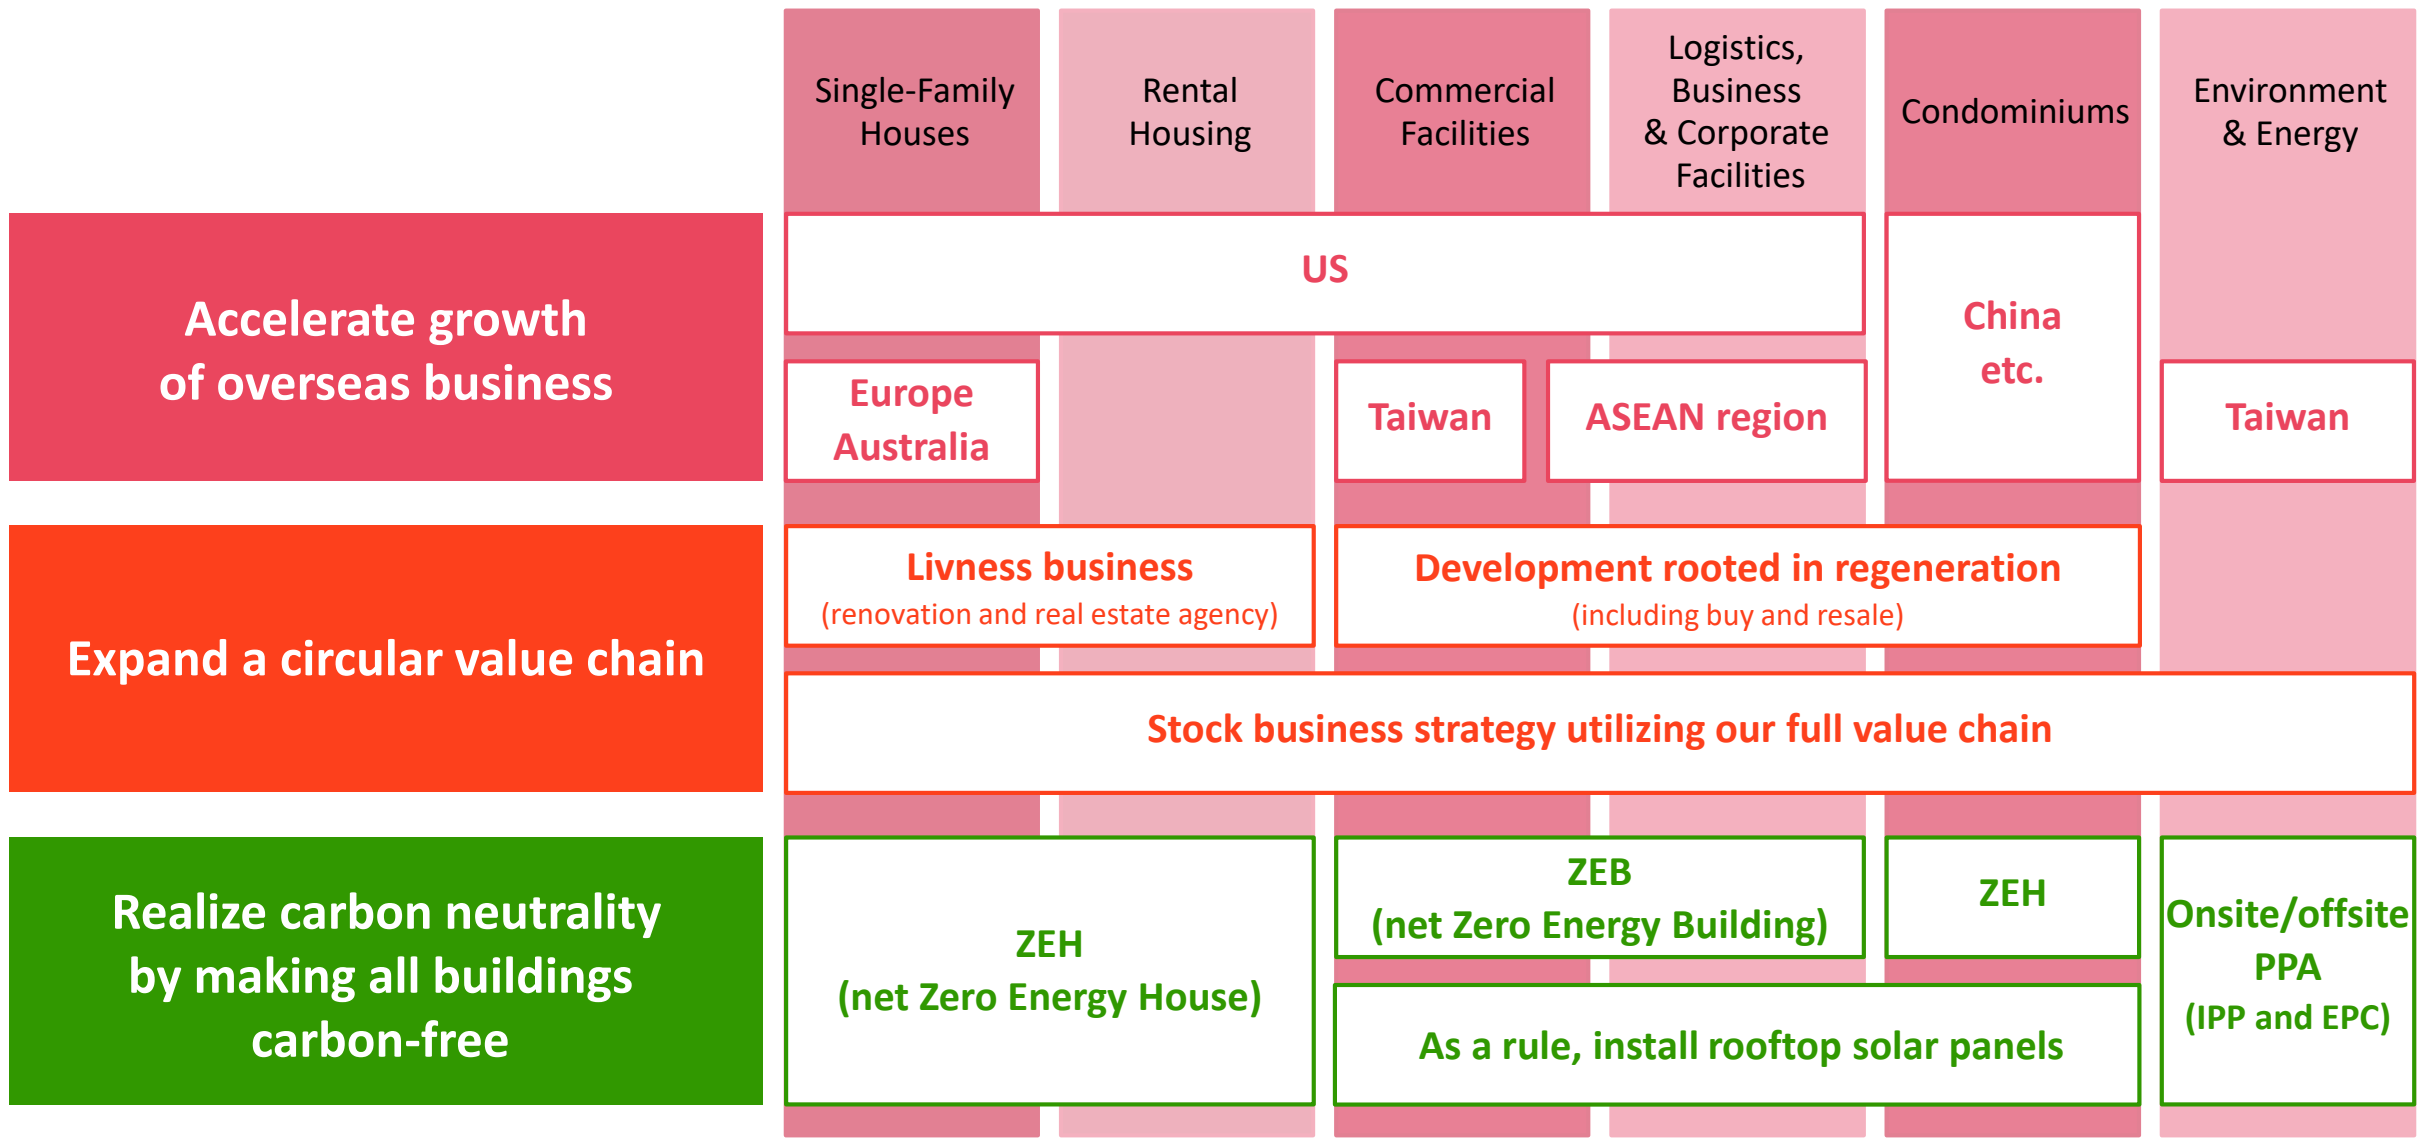 Single-Family
Houses
Rental
Housing
Commercial
Facilities
Logistics,
Business
& Corporate
Facilities
Condominiums
Environment
& Energy
Accelerate growth
of overseas business
US
China
etc.
Europe
Australia
Taiwan
ASEAN region
Taiwan
Expand a circular value chain
Livness business
(renovation and real estate agency)
Development rooted in regeneration
(including buy and resale)
Stock business strategy utilizing our full value chain
Realize carbon neutrality
by making all buildings
carbon-free
ZEH
(net Zero Energy House)
ZEB
(net Zero Energy Building)
ZEH
As a rule, install rooftop solar panels
Onsite/offsite
PPA
(IPP and EPC)